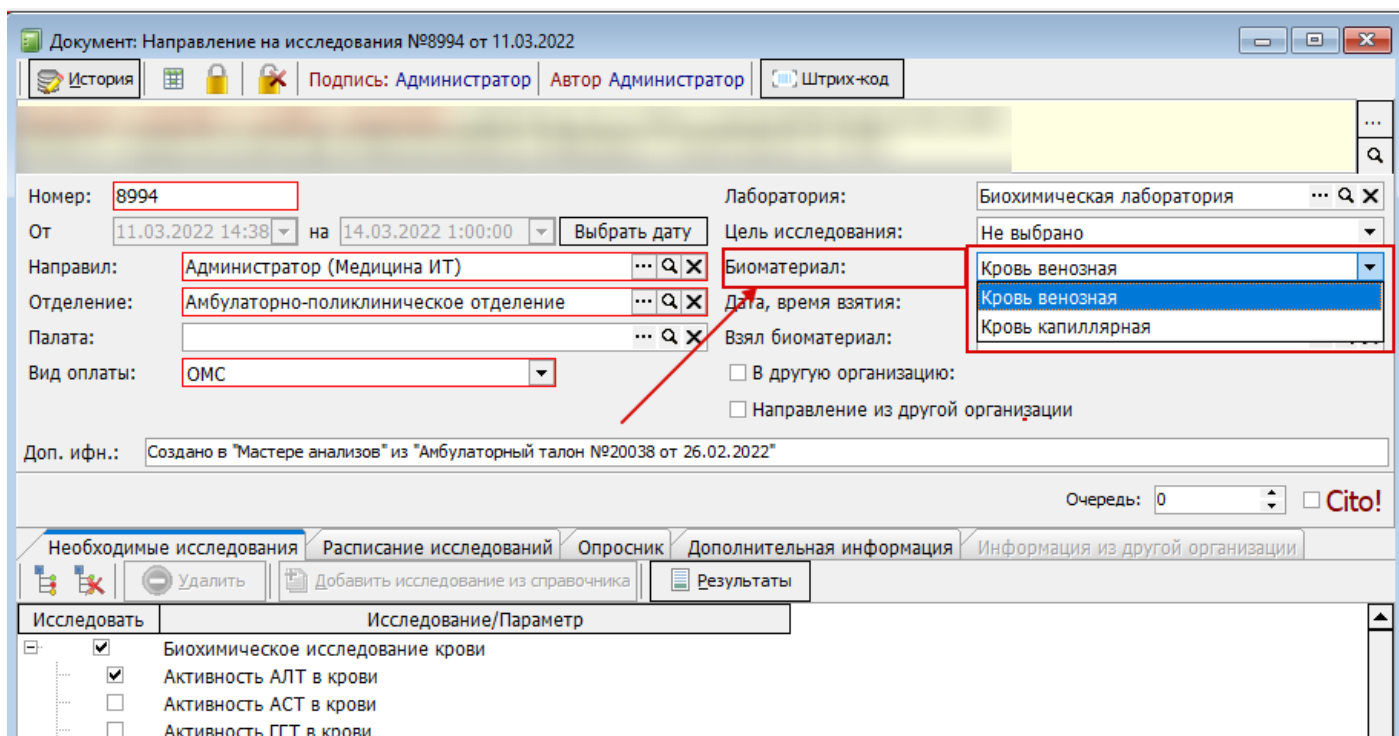 Документ: Направление на исследования №8994 от 11.03.2022
История Подпись: Администратор Автор Администратор Штрих-код
Номер: 8994 Лаборатория: Биохимическая лаборатория
От 11.03.2022 14:38 на 14.03.2022 1:00:00 Выбрать дату Цель исследования: Не выбрано
Направил: Администратор (Медицина ИТ) Биоматериал: Кровь венозная
Отделение: Амбулаторно-поликлиническое отделение Дата, время взятия: Кровь венозная
Палата: Взял биоматериал: Кровь капиллярная
Вид оплаты: ОМС В другую организацию:
Направление из другой организации
Доп. ифн.: Создано в "Мастере анализов" из "Амбулаторный талон №20038 от 26.02.2022"
Очередь: 0 Cito!
Необходимые исследования Расписание исследований Опросник Дополнительная информация Информация из другой организации
Удалить Добавить исследование из справочника Результаты
Исследовать Исследование/Параметр
Биохимическое исследование крови
Активность АЛТ в крови
Активность АСТ в крови
Активность ГГТ в крови